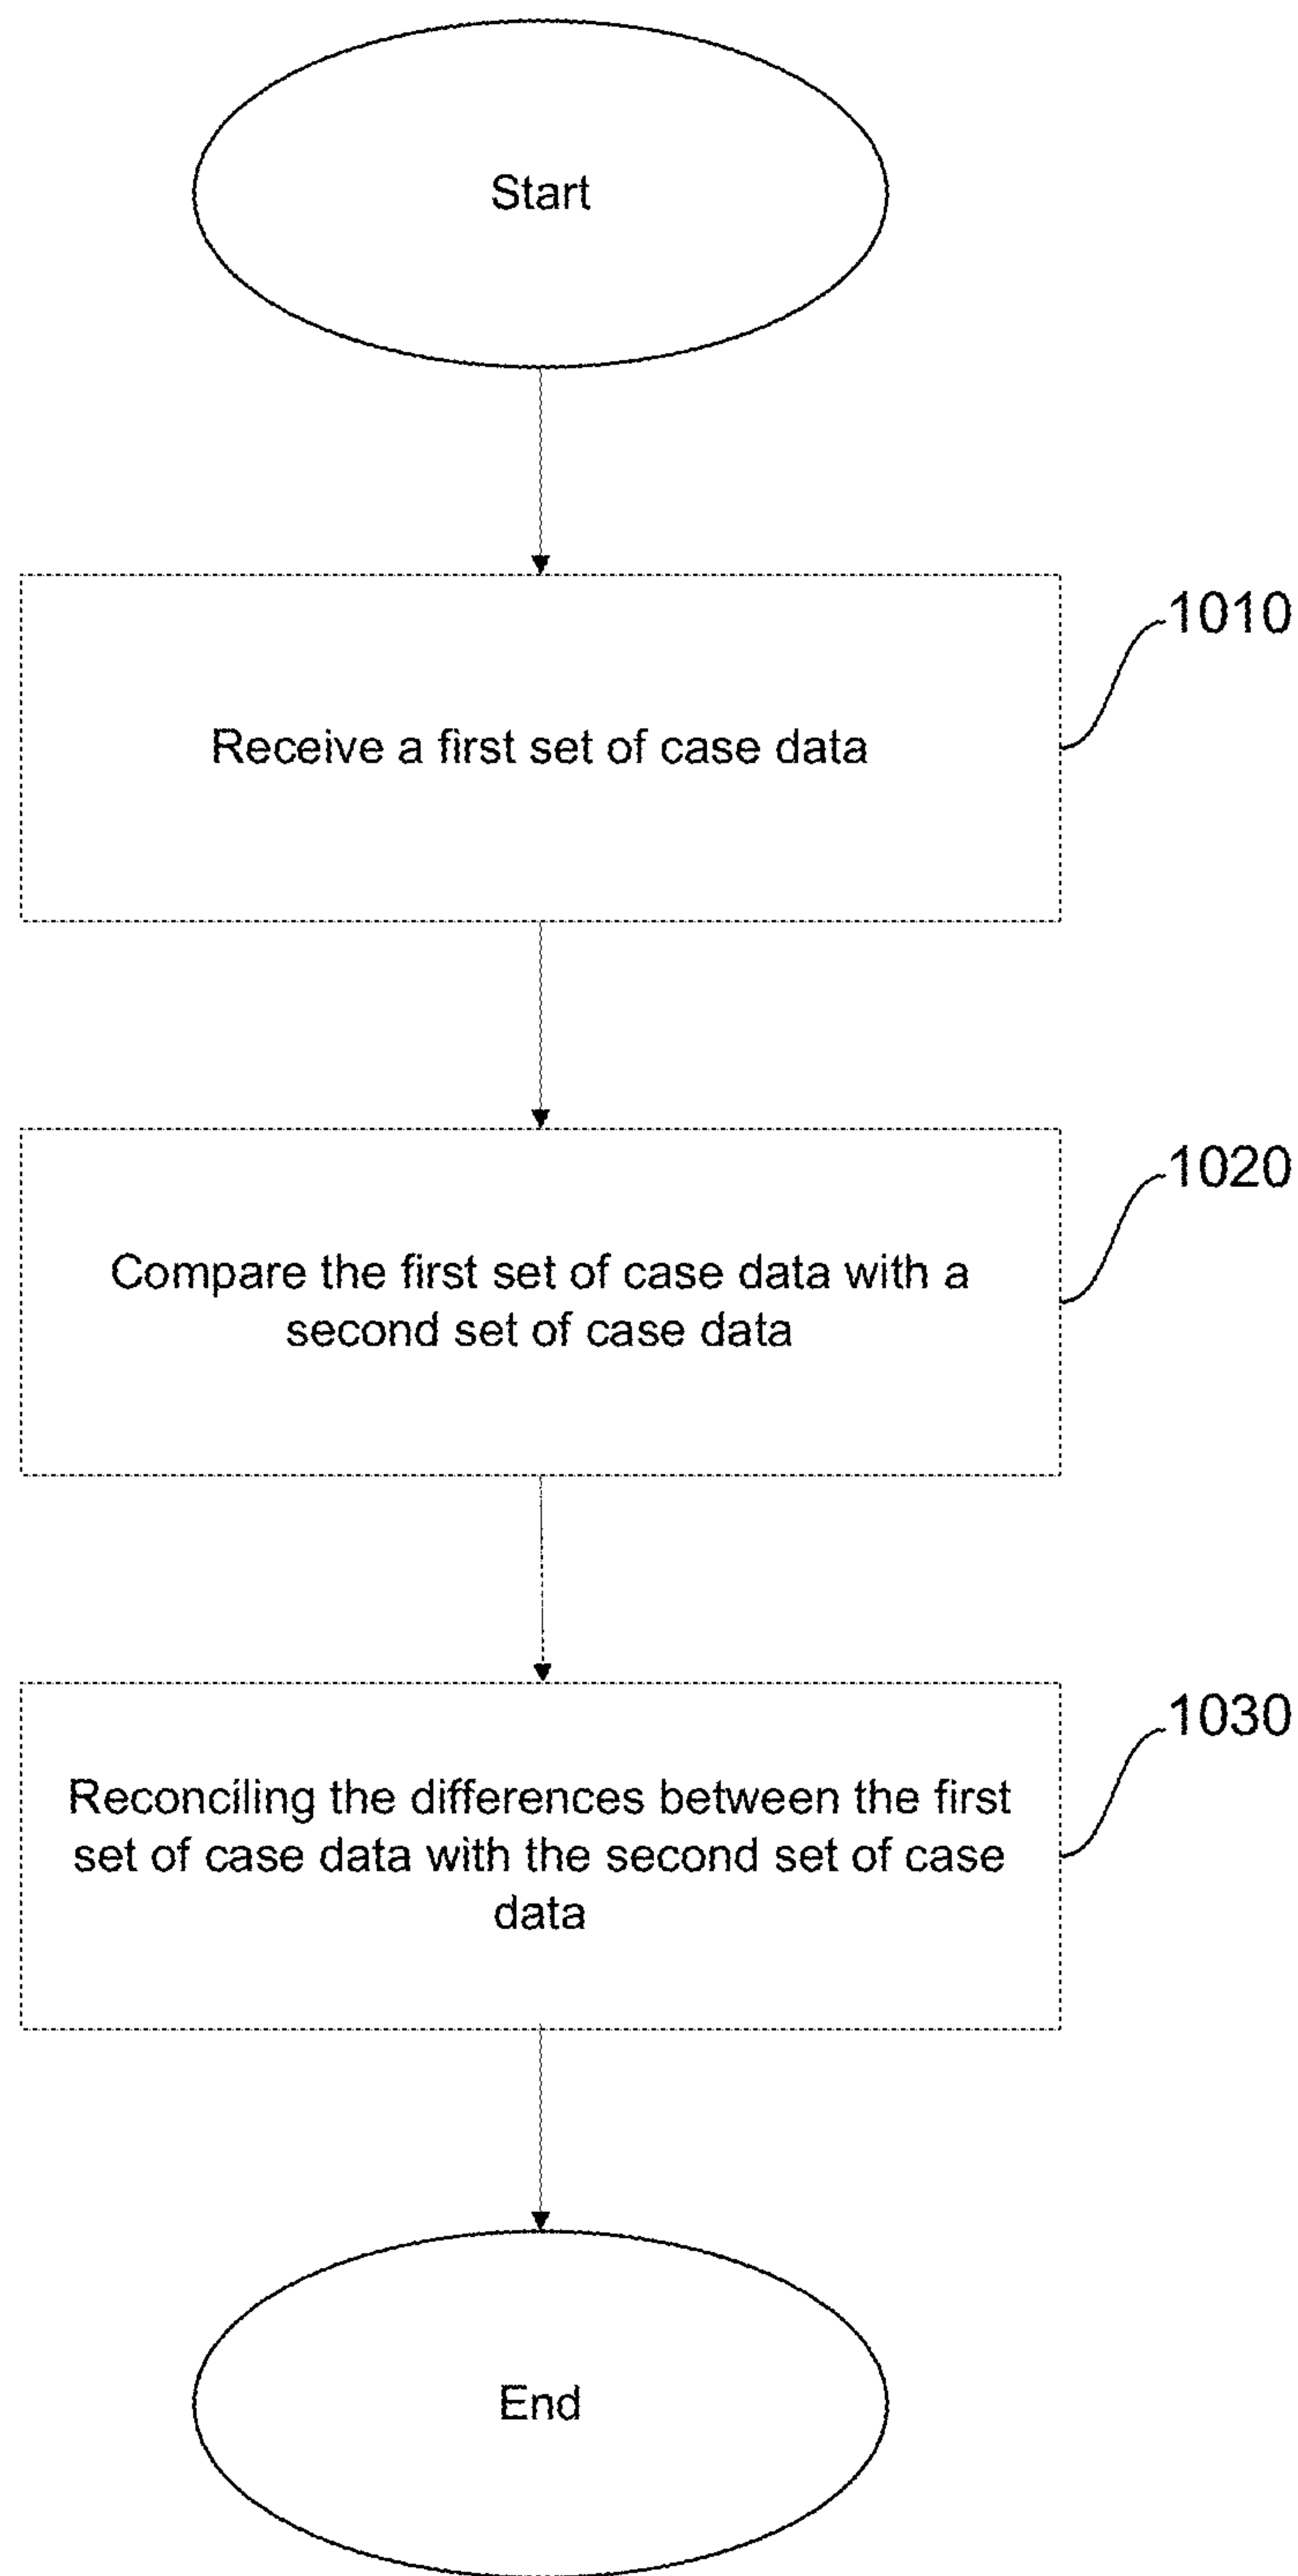 Start
1010
Receive a first set of case data
1020
Compare the first set of case data with a
second set of case data
1030
Reconciling the differences between the first
set of case data with the second set of case
data
End